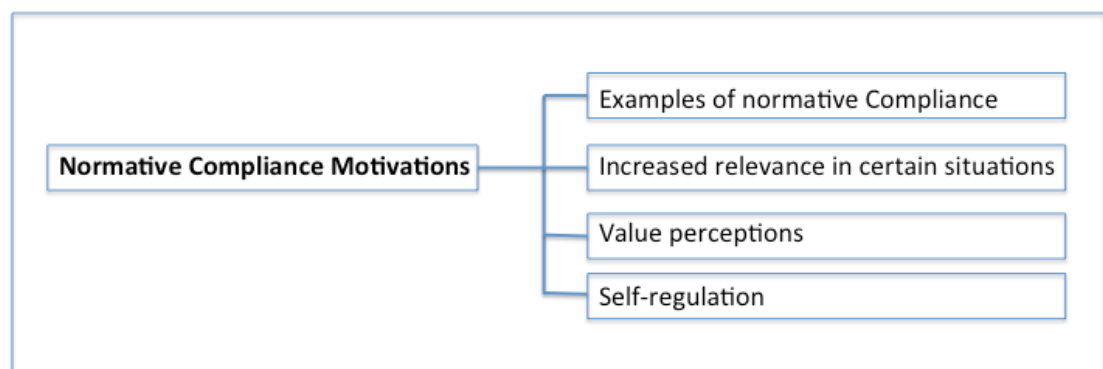 Normative Compliance Motivations
Examples of normative Compliance
Increased relevance in certain situations
Value perceptions
Self-regulation